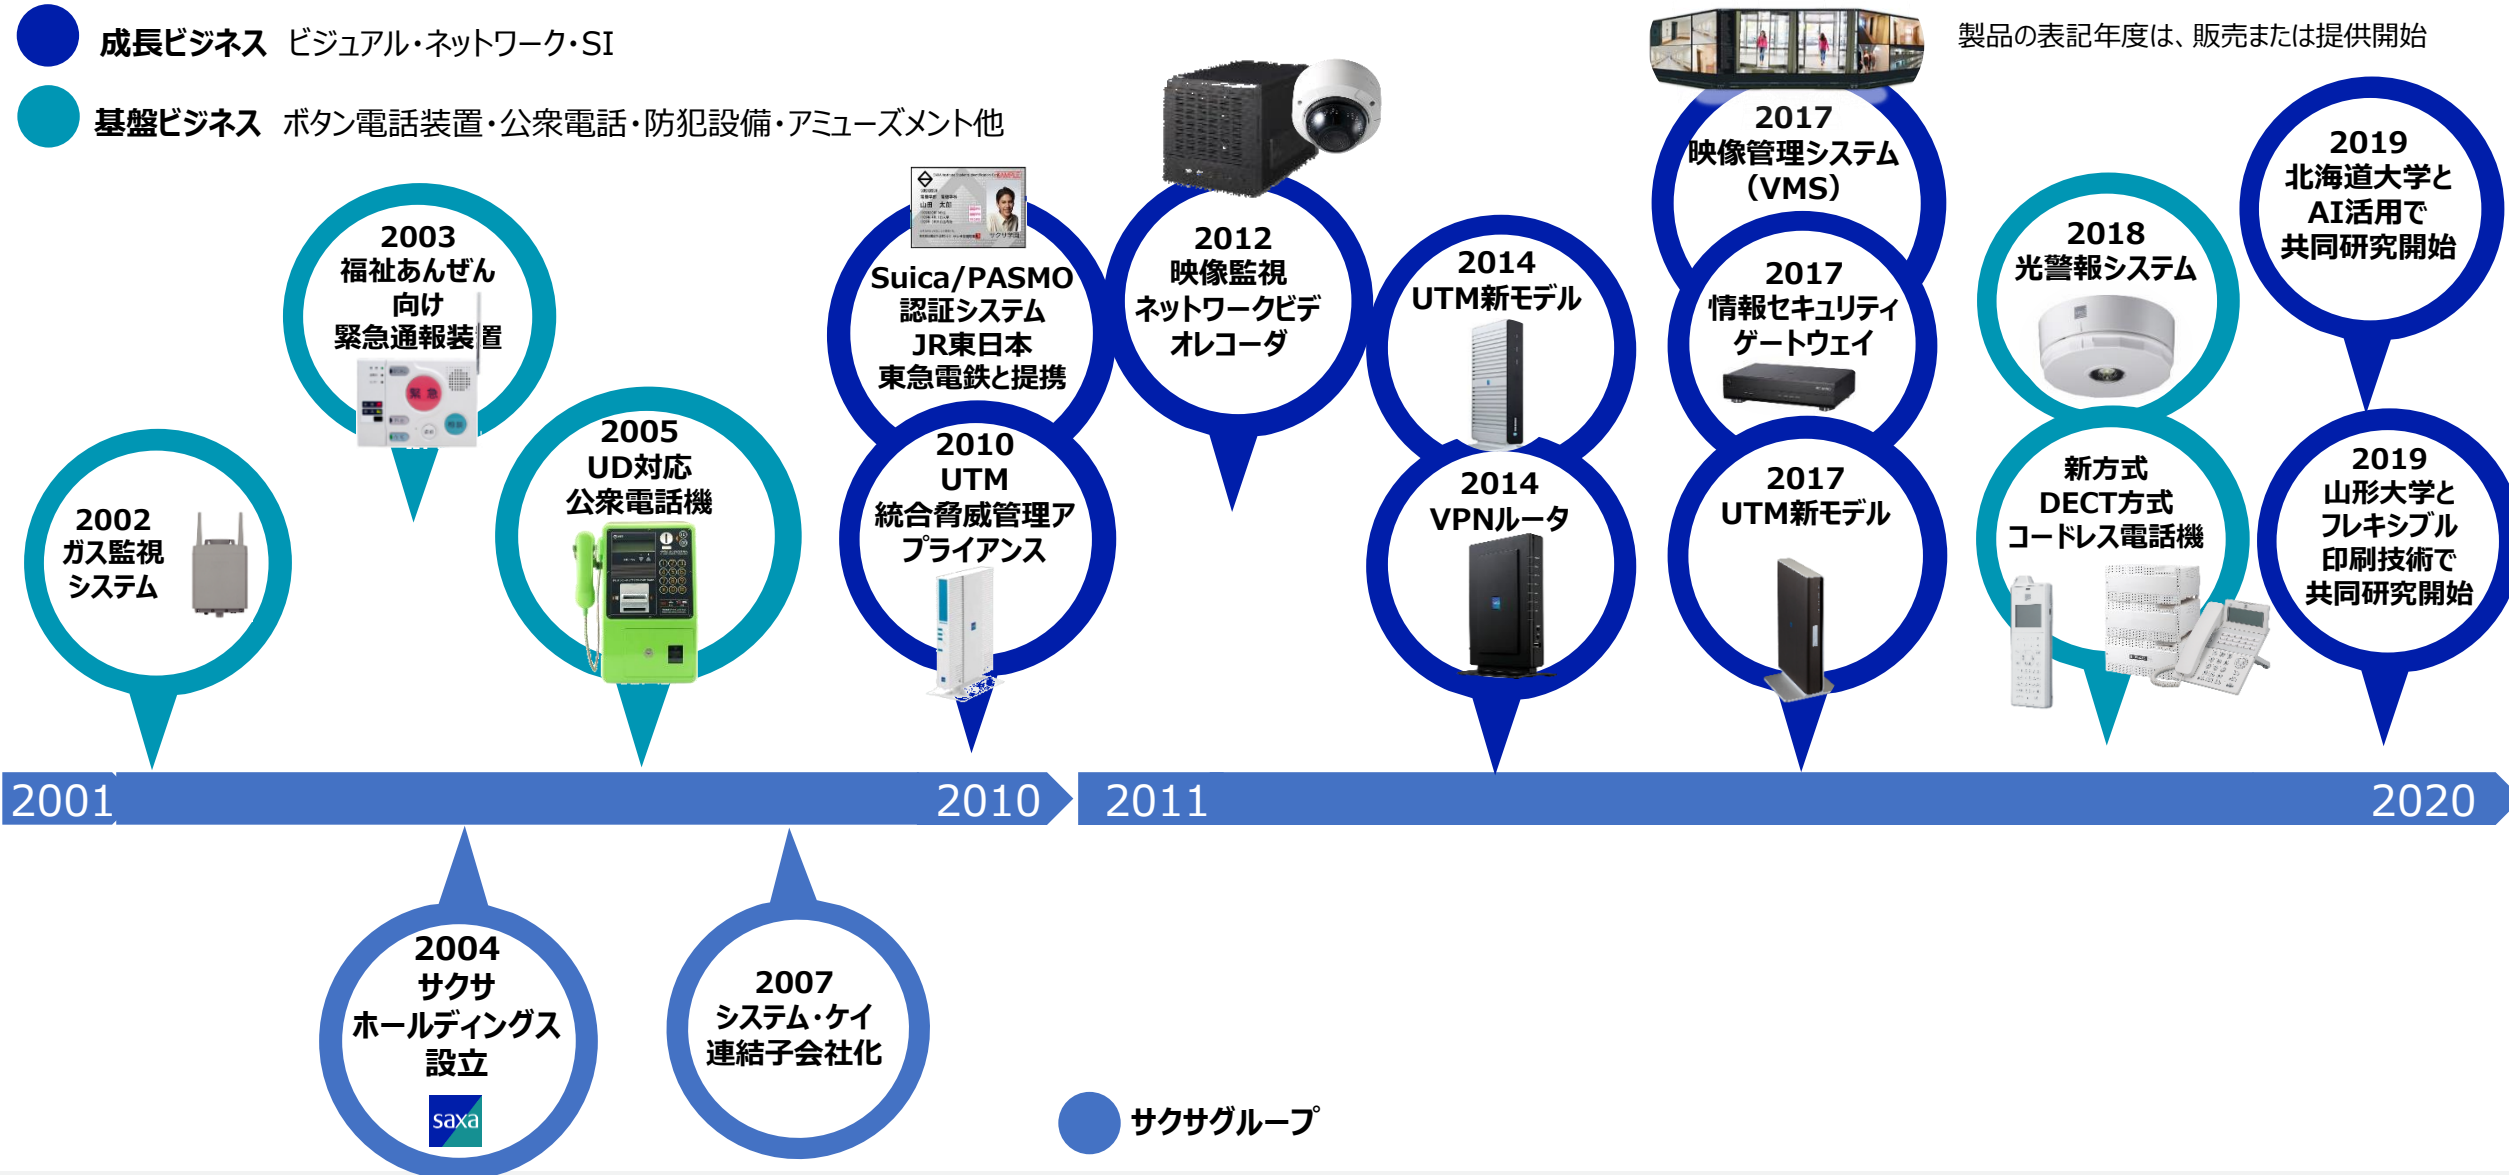 成長ビジネス ビジュアル・ネットワーク・SI
基盤ビジネス ボタン電話装置・公衆電話・防犯設備・アミューズメント他
製品の表記年度は、販売または提供開始
2002
ガス監視
システム
2003
福祉あんぜん
向け
緊急通報装置
緊急
2005
UD対応
公衆電話機
SAMPLE
山田 太郎
サクサ学園
Suica/PASMO
認証システム
JR東日本
東急電鉄と提携
2010
UTM
統合脅威管理ア
プライアンス
2012
映像監視
ネットワークビデ
オレコーダ
2014
UTM新モデル
2014
VPNルータ
2017
映像管理システム
（VMS）
2017
情報セキュリティ
ゲートウェイ
2017
UTM新モデル
2018
光警報システム
新方式
DECT方式
コードレス電話機
2019
北海道大学と
AI活用で
共同研究開始
2019
山形大学と
フレキシブル
印刷技術で
共同研究開始
2001
2010
2011
2020
2004
サクサ
ホールディングス
設立
saxa
2007
システム・ケイ
連結子会社化
サクサグループ